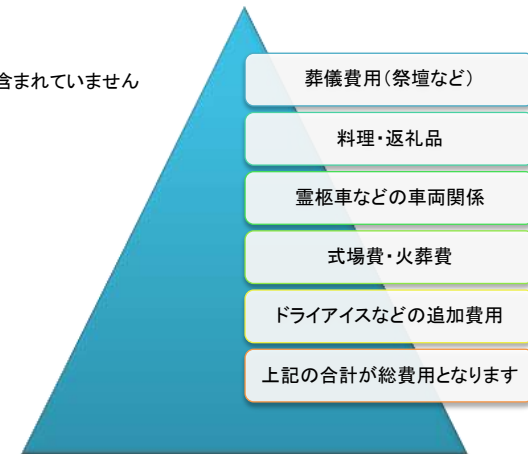 含まれていません
葬儀費用(祭壇など)
料理・返礼品
霊柩車などの車両関係
式場費・火葬費
ドライアイスなどの追加費用
上記の合計が総費用となります